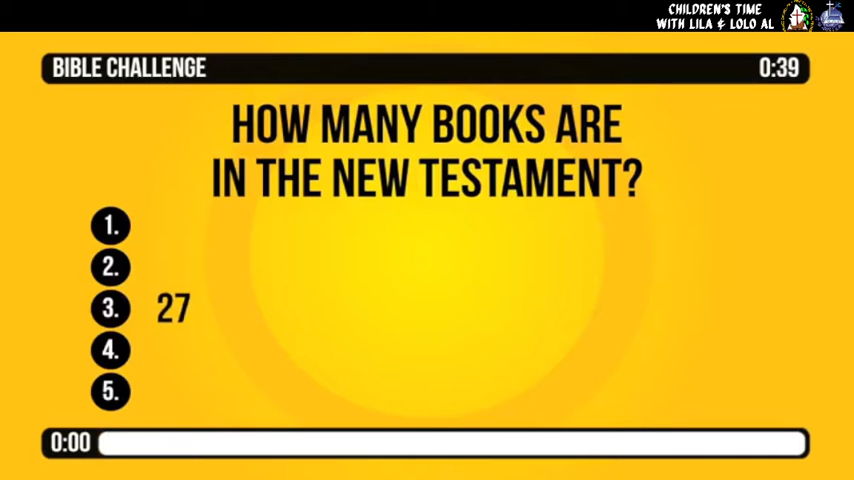 CHILDREN'S TIME
WITH LILA & LOLO AL
BIBLE CHALLENGE
0:39
HOW MANY BOOKS ARE
IN THE NEW TESTAMENT?
1.
2.
3. 27
4.
5.
0:00